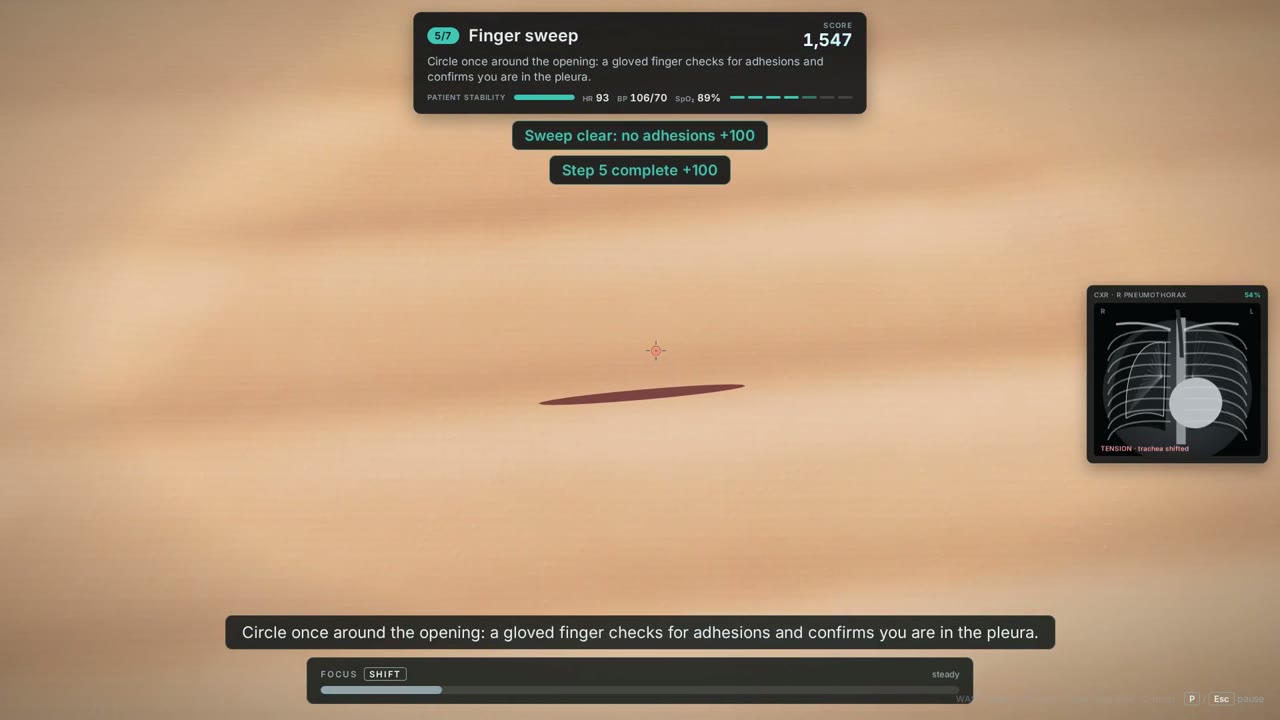 5/7 Finger sweep
SCORE
1,547
Circle once around the opening: a gloved finger checks for adhesions and
confirms you are in the pleura.
PATIENT STABILITY HR 93 BP 106/70 SpO₂ 89%
Sweep clear: no adhesions +100
Step 5 complete +100
CXR · R PNEUMOTHORAX 54%
R L
TENSION · trachea shifted
Circle once around the opening: a gloved finger checks for adhesions and confirms you are in the pleura.
FOCUS SHIFT steady
P / Esc pause